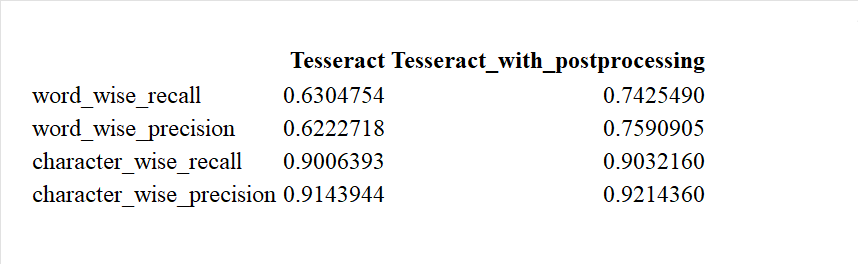 Tesseract Tesseract_with_postprocessing
word_wise_recall 0.6304754 0.7425490
word_wise_precision 0.6222718 0.7590905
character_wise_recall 0.9006393 0.9032160
character_wise_precision 0.9143944 0.9214360